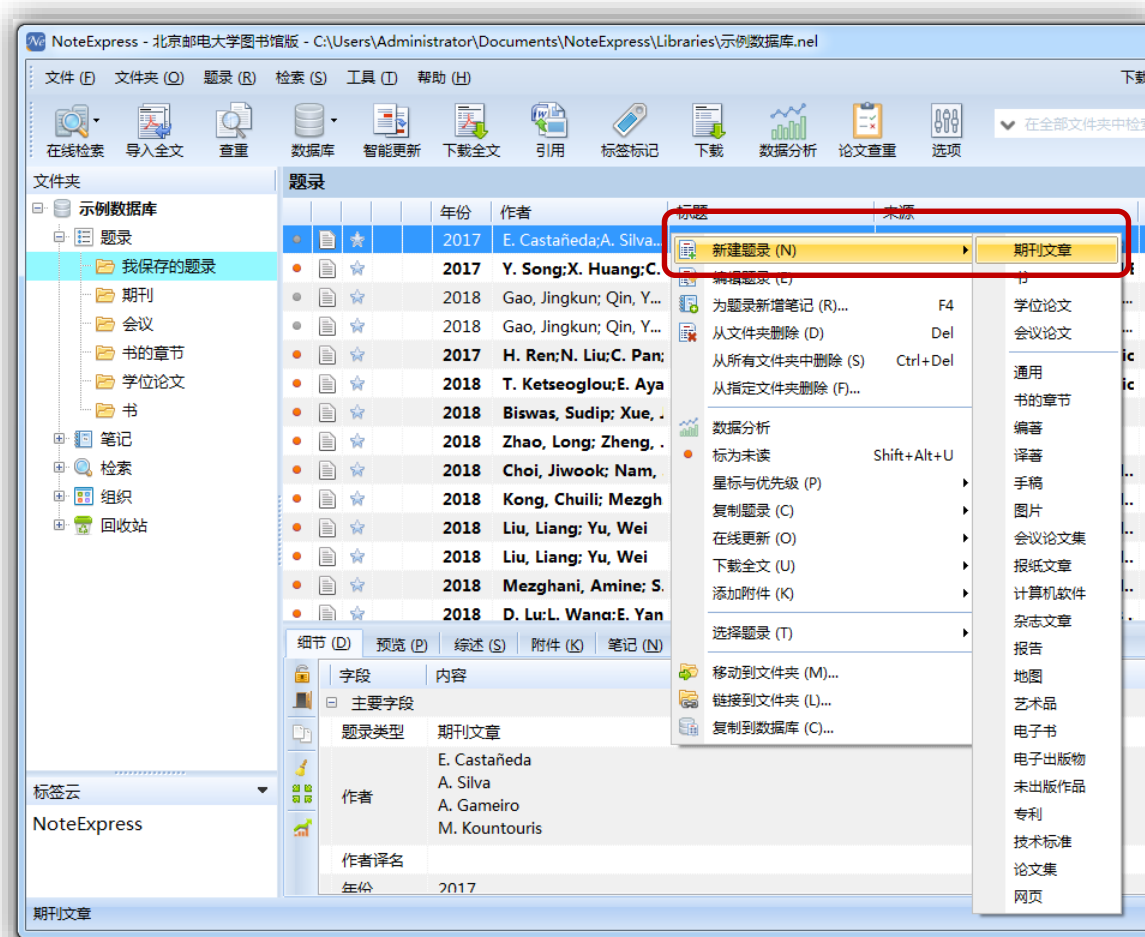 NoteExpress - 北京邮电大学图书馆版 - C:\Users\Administrator\Documents\NoteExpress\Libraries\示例数据库.nel
文件 (F) 文件夹 (O) 题录 (R) 检索 (S) 工具 (T) 帮助 (H) 下载
在线检索 导入全文 查重 数据库 智能更新 下载全文 引用 标签标记 下载 数据分析 论文查重 选项 在全部文件夹中检索
文件夹
示例数据库
题录
我保存的题录
期刊
会议
书的章节
学位论文
书
笔记
检索
组织
回收站
标签云
NoteExpress
期刊文章
题录
年份 作者 标题 来源
2017 E. Castañeda;A. Silva...
2017 Y. Song;X. Huang;C.
2018 Gao, Jingkun; Qin, Y...
2018 Gao, Jingkun; Qin, Y...
2017 H. Ren;N. Liu;C. Pan;
2018 T. Ketseoglou;E. Aya
2018 Biswas, Sudip; Xue, .
2018 Zhao, Long; Zheng, .
2018 Choi, Jiwook; Nam,
2018 Kong, Chuili; Mezgh
2018 Liu, Liang; Yu, Wei
2018 Liu, Liang; Yu, Wei
2018 Mezghani, Amine; S.
2018 D. Lu;L. Wang;E. Yan
新建题录 (N)
编辑题录 (E)
为题录新增笔记 (R)... F4
从文件夹删除 (D) Del
从所有文件夹中删除 (S) Ctrl+Del
从指定文件夹删除 (F)...
数据分析
标为未读 Shift+Alt+U
星标与优先级 (P)
复制题录 (C)
在线更新 (O)
下载全文 (U)
添加附件 (K)
选择题录 (T)
移动到文件夹 (M)...
链接到文件夹 (L)...
复制到数据库 (C)...
期刊文章
书
学位论文
会议论文
通用
书的章节
编著
译著
手稿
图片
会议论文集
报纸文章
计算机软件
杂志文章
报告
地图
艺术品
电子书
电子出版物
未出版作品
专利
技术标准
论文集
网页
细节 (D) 预览 (P) 综述 (S) 附件 (K) 笔记 (N)
字段 内容
主要字段
题录类型 期刊文章
作者
E. Castañeda
A. Silva
A. Gameiro
M. Kountouris
作者译名
年份 2017